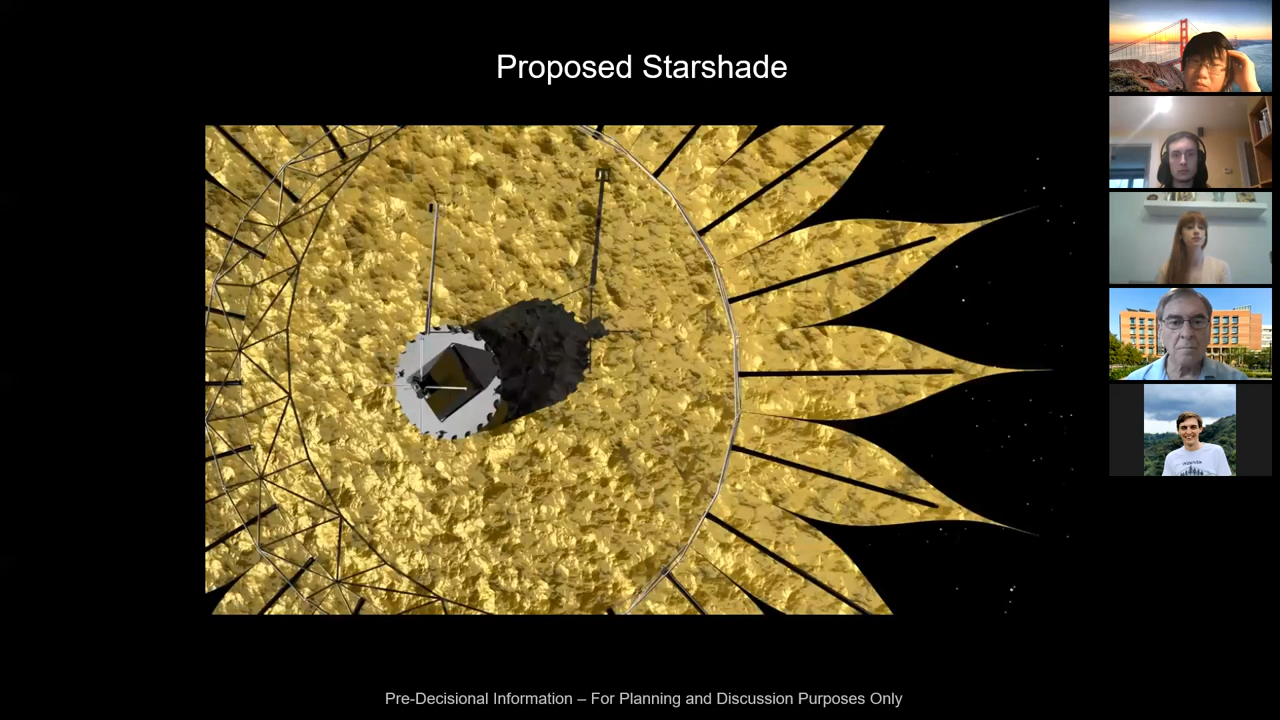 Proposed Starshade
Pre-Decisional Information – For Planning and Discussion Purposes Only